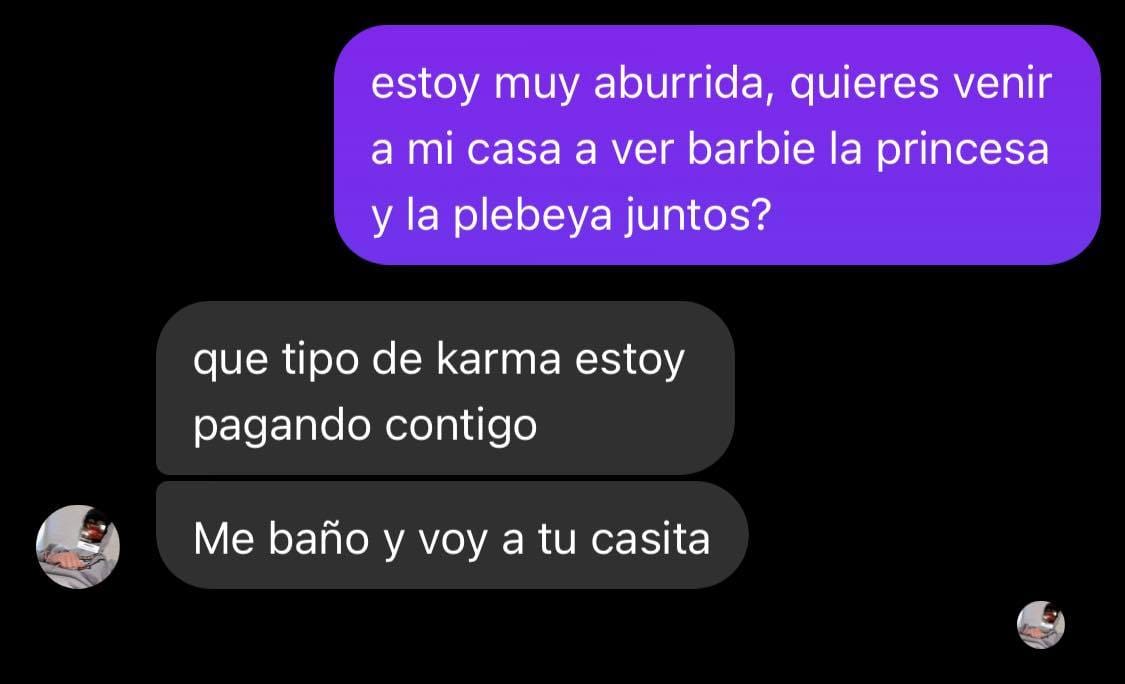 estoy muy aburrida, quieres venir
a mi casa a ver barbie la princesa
y la plebeya juntos?
que tipo de karma estoy
pagando contigo
Me baño y voy a tu casita